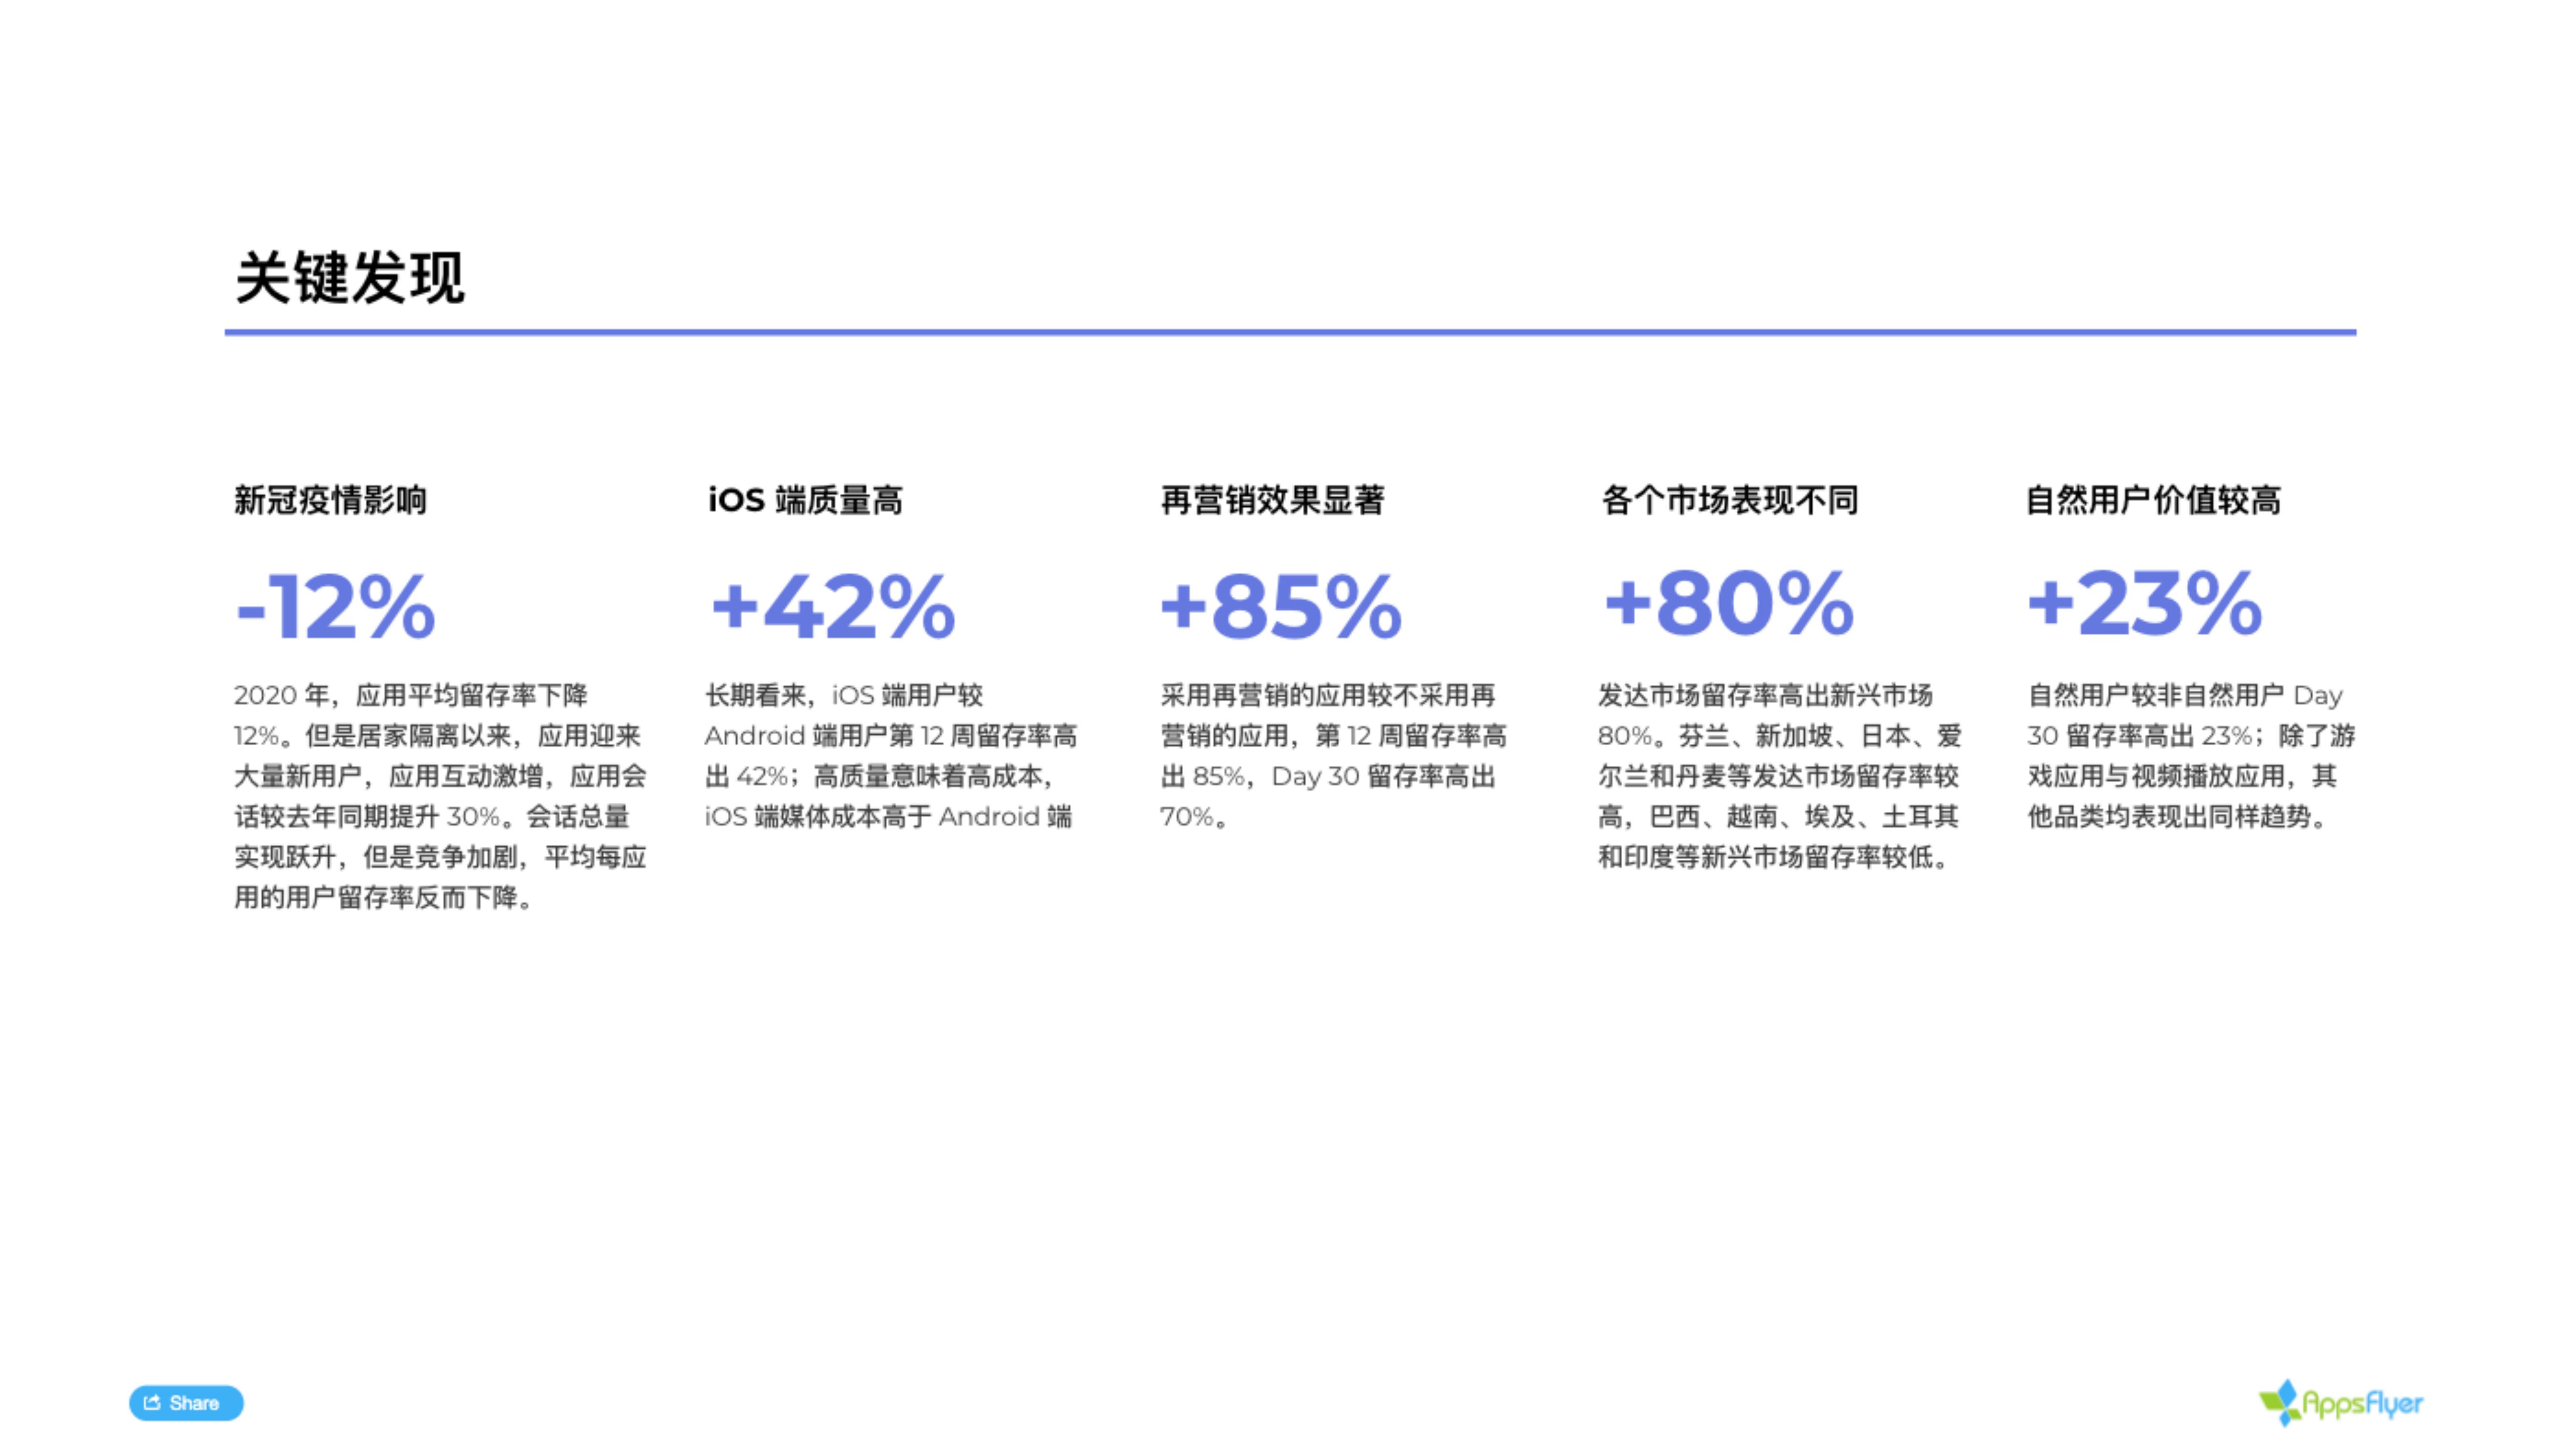 关键发现
新冠疫情影响
-12%
2020 年，应用平均留存率下降
12%。但是居家隔离以来，应用迎来
大量新用户，应用互动激增，应用会
话较去年同期提升 30%。会话总量
实现跃升，但是竞争加剧，平均每应
用的用户留存率反而下降。
iOS 端质量高
+42%
长期看来，iOS 端用户较
Android 端用户第 12 周留存率高
出 42%；高质量意味着高成本，
iOS 端媒体成本高于 Android 端
再营销效果显著
+85%
采用再营销的应用较不采用再
营销的应用，第 12 周留存率高
出 85%，Day 30 留存率高出
70%。
各个市场表现不同
+80%
发达市场留存率高出新兴市场
80%。芬兰、新加坡、日本、爱
尔兰和丹麦等发达市场留存率较
高，巴西、越南、埃及、土耳其
和印度等新兴市场留存率较低。
自然用户价值较高
+23%
自然用户较非自然用户 Day
30 留存率高出 23%；除了游
戏应用与视频播放应用，其
他品类均表现出同样趋势。
Share
AppsFlyer